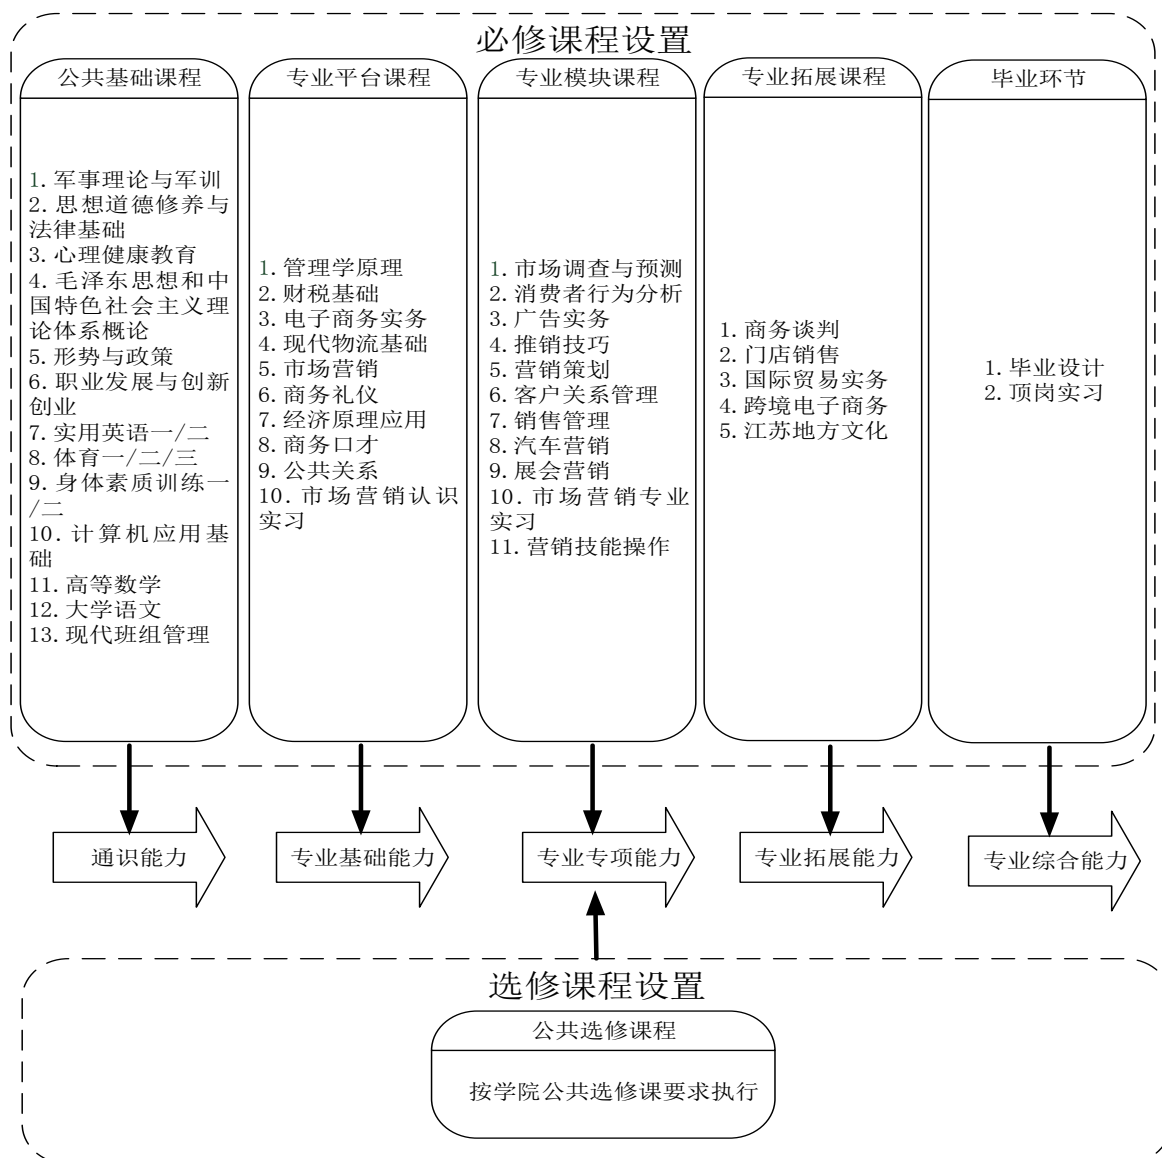 必修课程设置
公共基础课程
1.军事理论与军训
2.思想道德修养与
法律基础
3.心理健康教育
4.毛泽东思想和中
国特色社会主义理
论体系概论
5.形势与政策
6.职业发展与创新
创业
7.实用英语一/二
8.体育一/二/三
9.身体素质训练一
/二
10.计算机应用基
础
11.高等数学
12.大学语文
13.现代班组管理
专业平台课程
1.管理学原理
2.财税基础
3.电子商务实务
4.现代物流基础
5.市场营销
6.商务礼仪
7.经济原理应用
8.商务口才
9.公共关系
10.市场营销认识
实习
专业模块课程
1.市场调查与预测
2.消费者行为分析
3.广告实务
4.推销技巧
5.营销策划
6.客户关系管理
7.销售管理
8.汽车营销
9.展会营销
10.市场营销专业
实习
11.营销技能操作
专业拓展课程
1.商务谈判
2.门店销售
3.国际贸易实务
4.跨境电子商务
5.江苏地方文化
毕业环节
1.毕业设计
2.顶岗实习
通识能力
专业基础能力
专业专项能力
专业拓展能力
专业综合能力
选修课程设置
公共选修课程
按学院公共选修课要求执行